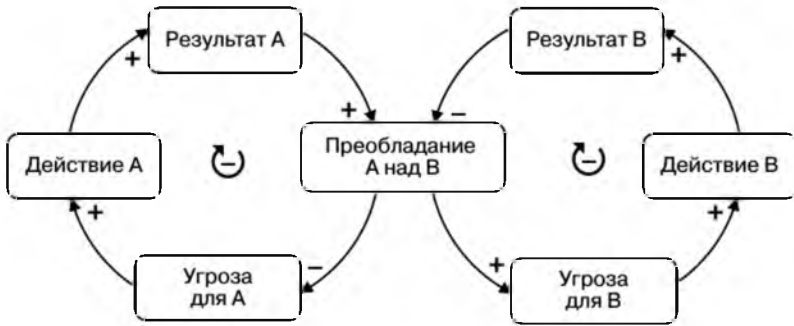 Результат А
Результат В
+
+
+
−
Действие А
−
Преобладание
А над В
−
Действие В
+
−
+
+
Угроза
для А
Угроза
для В